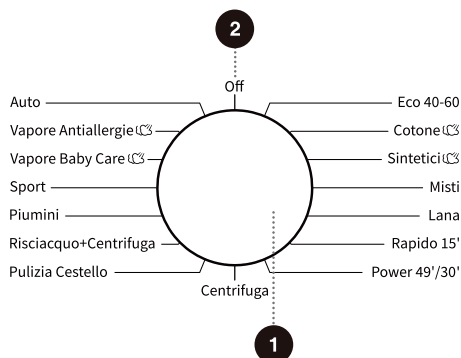 2
Off
Auto
Vapore Antiallergie
Vapore Baby Care
Sport
Piumini
Risciacquo+Centrifuga
Pulizia Cestello
Eco 40-60
Cotone
Sintetici
Misti
Lana
Rapido 15'
Power 49'/30'
Centrifuga
1